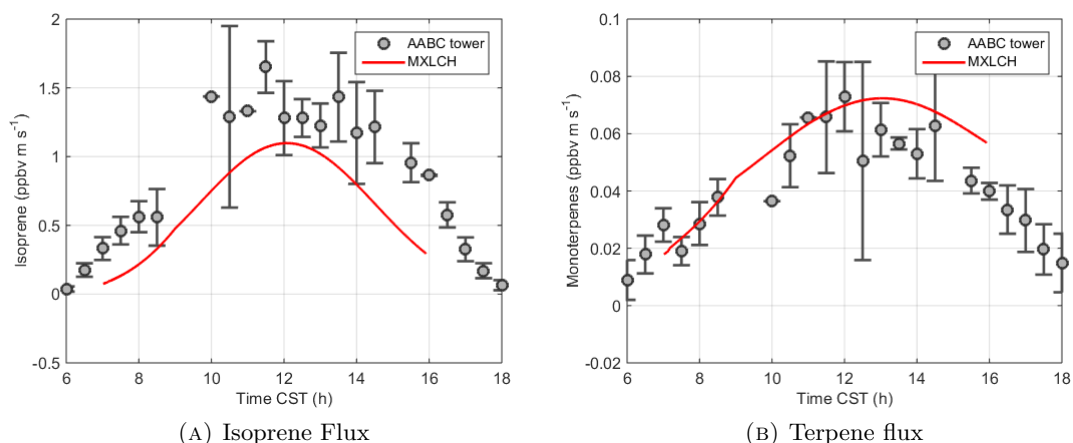 2
1.5
1
0.5
0
-0.5
Isoprene (ppbv m s⁻¹)
AABC tower
MXLCH
6 8 10 12 14 16 18
Time CST (h)
(A) Isoprene Flux
0.1
0.08
0.06
0.04
0.02
0
-0.02
Monoterpenes (ppbv m s⁻¹)
AABC tower
MXLCH
6 8 10 12 14 16 18
Time CST (h)
(B) Terpene flux